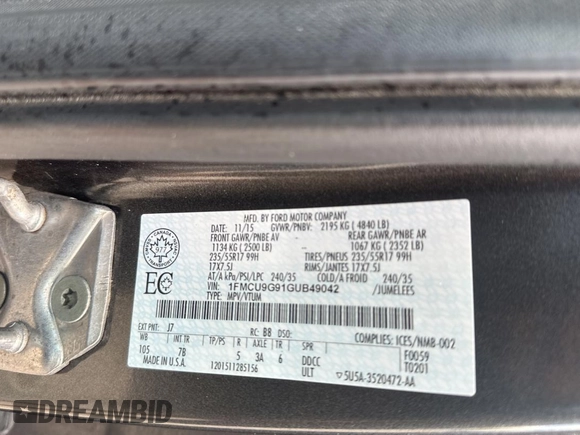 MFD. BY FORD MOTOR COMPANY
DATE: 11/15 GVWR/PNBV: 2195 KG ( 4840 LB)
FRONT GAWR/PNBE AV REAR GAWR/PNBE AR
1134 KG ( 2500 LB) 1067 KG ( 2352 LB)
235/55R17 99H TIRES/PNEUS 235/55R17 99H
17X7.5J RIMS/JANTES 17X7.5J
AT/A kPa/PSI/LPC 240/35 COLD/A FROID 240/35
VIN: 1FMCU9G91GUB49042 /JUMELEES
TYPE: MPV/VTUM
CANADA
977
TRANSPORT
EC
EXT PNT: J7 RC: B8 DSO: COMPLIES: ICES/NMB-002
WB INT TR TP/PS R AXLE TR SPR F0059
105 7B 5 3A 6 DDCC T0201
MADE IN U.S.A. 1201511285156 ULT ▽5U5A-3520472-AA
DREAMBID